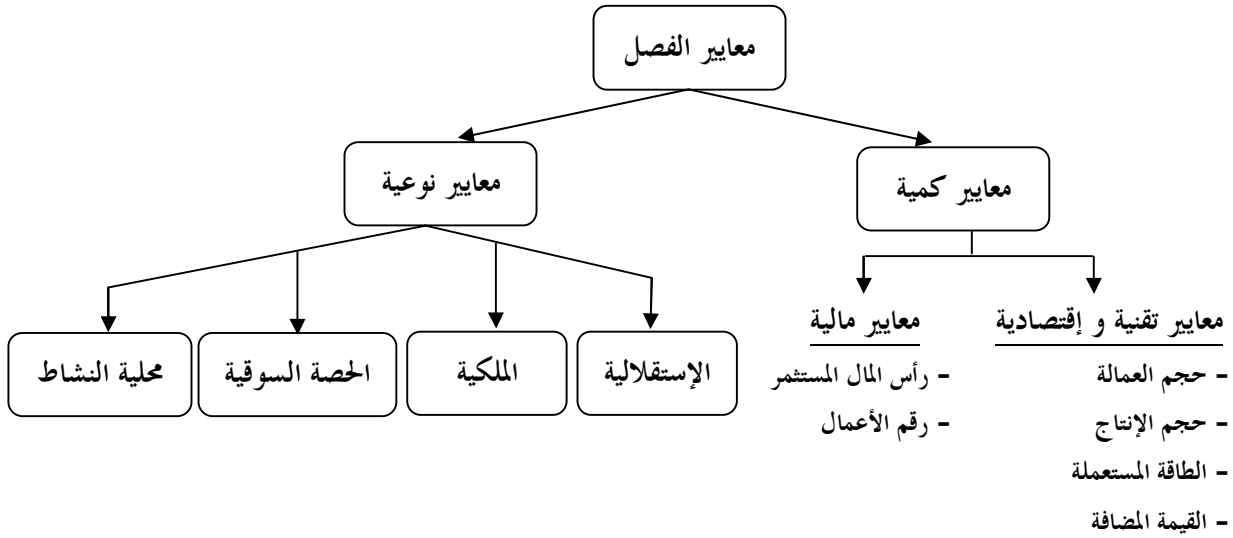 معايير الفصل
معايير كمية
معايير نوعية
معايير تقنية و إقتصادية
- حجم العمالة
- حجم الإنتاج
- الطاقة المستعملة
- القيمة المضافة
معايير مالية
- رأس المال المستثمر
- رقم الأعمال
الإستقلالية
الملكية
الحصة السوقية
محلية النشاط